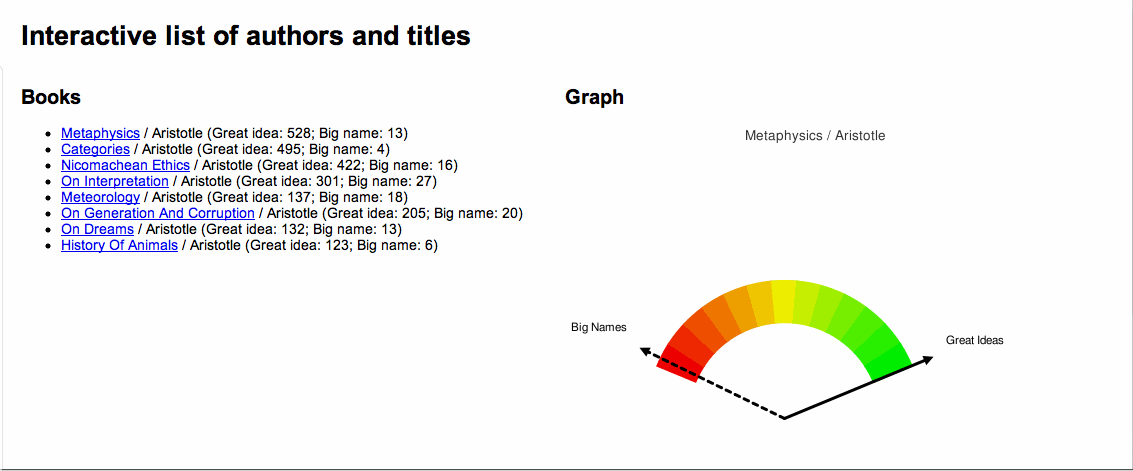 Interactive list of authors and titles
Books
Metaphysics / Aristotle (Great idea: 528; Big name: 13)
Categories / Aristotle (Great idea: 495; Big name: 4)
Nicomachean Ethics / Aristotle (Great idea: 422; Big name: 16)
On Interpretation / Aristotle (Great idea: 301; Big name: 27)
Meteorology / Aristotle (Great idea: 137; Big name: 18)
On Generation And Corruption / Aristotle (Great idea: 205; Big name: 20)
On Dreams / Aristotle (Great idea: 132; Big name: 13)
History Of Animals / Aristotle (Great idea: 123; Big name: 6)
Graph
Metaphysics / Aristotle
Big Names
Great Ideas